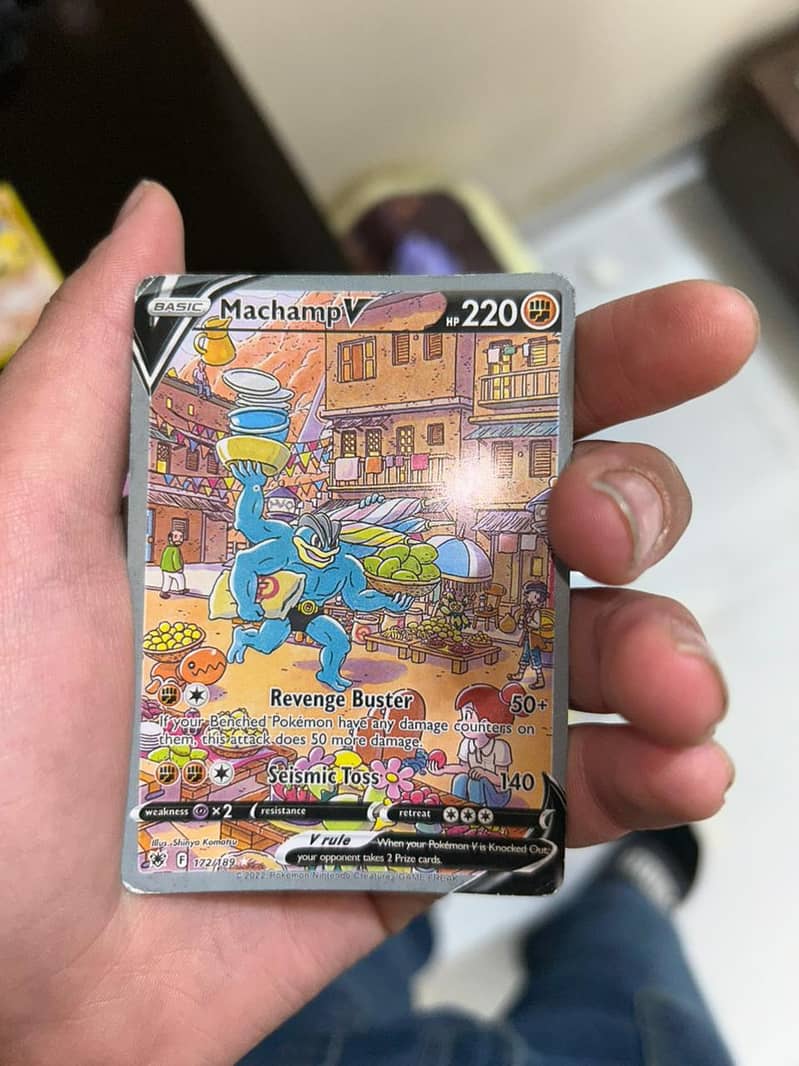 BASIC Machamp V HP 220
Revenge Buster 50+
If your Benched Pokémon have any damage counters on
them, this attack does 50 more damage.
Seismic Toss 140
weakness ×2 resistance retreat
Illus. Shinya Komatsu
V rule When your Pokémon V is Knocked Out,
your opponent takes 2 Prize cards.
F 172/189
©2022 Pokémon/Nintendo/Creatures/GAME FREAK